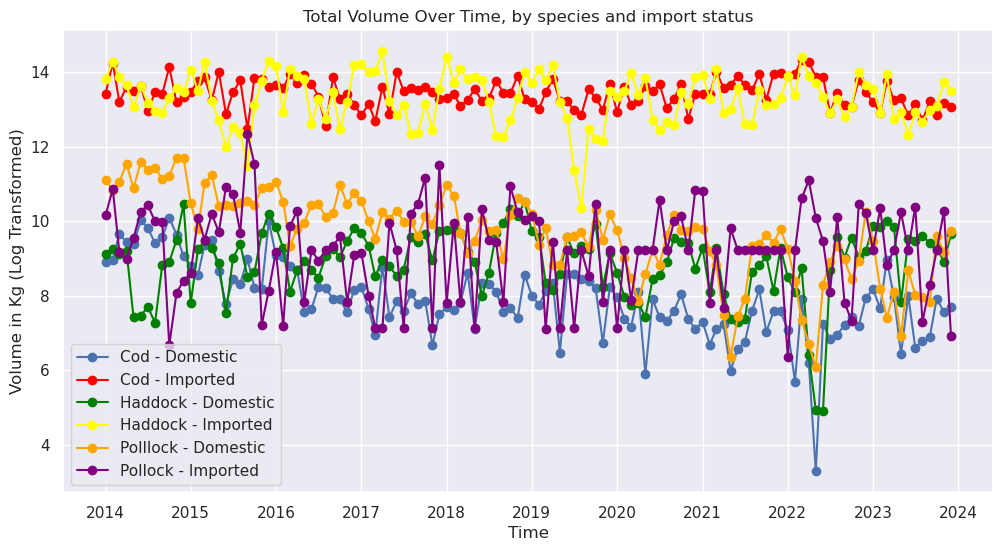 Total Volume Over Time, by species and import status
Volume in Kg (Log Transformed)
14
12
10
8
6
4
Cod - Domestic
Cod - Imported
Haddock - Domestic
Haddock - Imported
Polllock - Domestic
Pollock - Imported
2014 2015 2016 2017 2018 2019 2020 2021 2022 2023 2024
Time